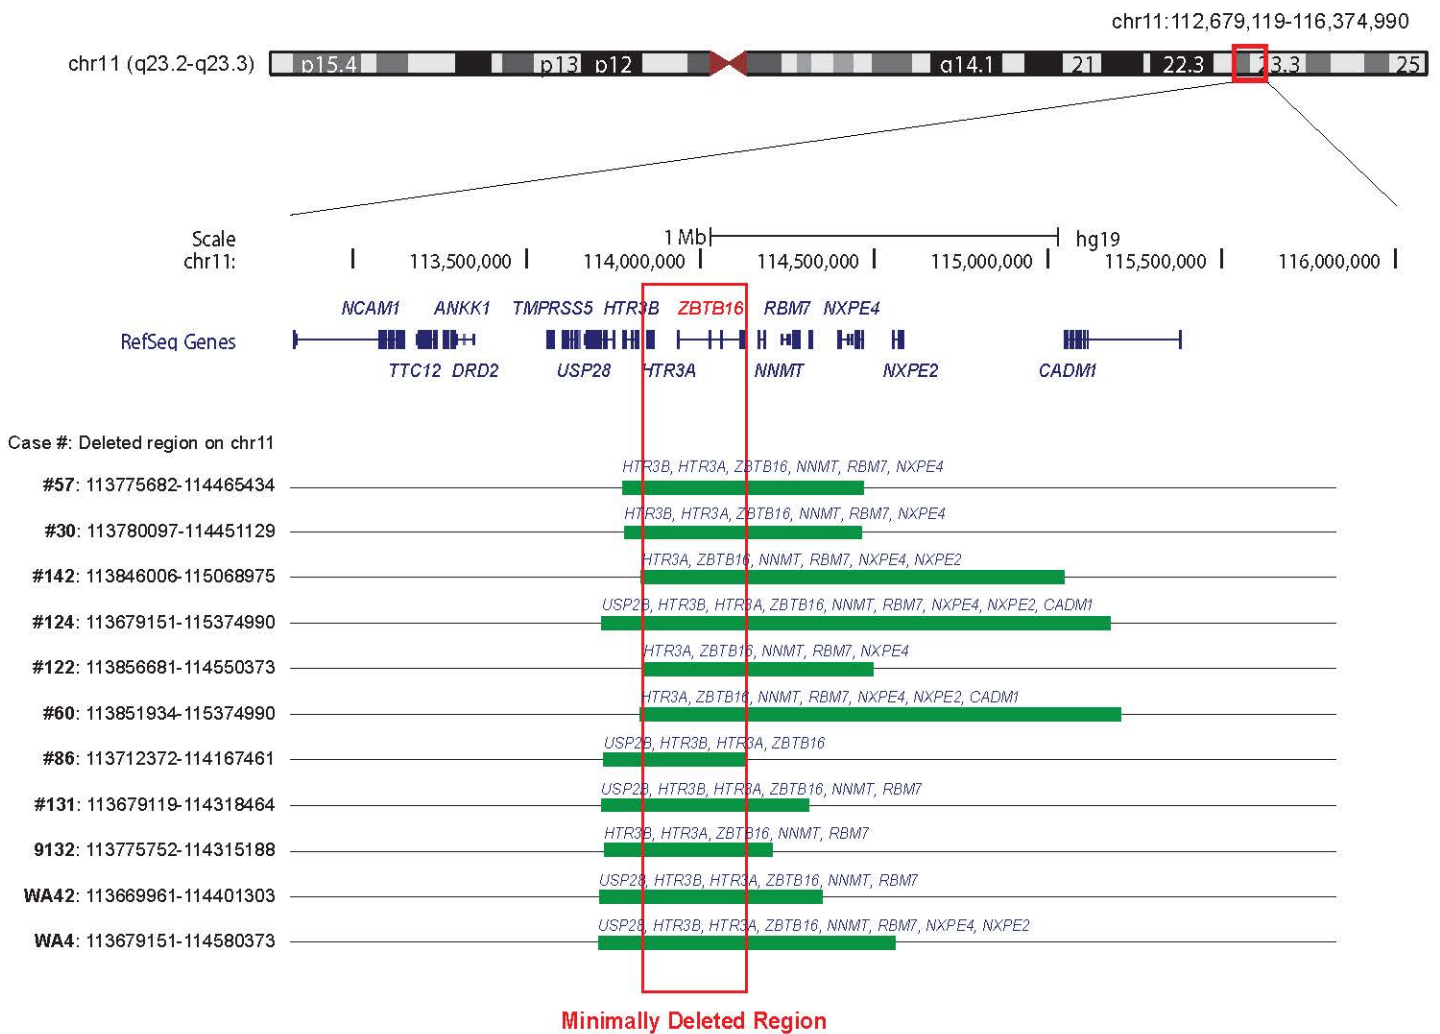 chr11:112,679,119-116,374,990
chr11 (q23.2-q23.3) p15.4 p13 p12 q14.1 21 22.3 23.3 25
Scale 1 Mb hg19
chr11: 113,500,000 114,000,000 114,500,000 115,000,000 115,500,000 116,000,000
NCAM1 ANKK1 TMPRSS5 HTR3B ZBTB16 RBM7 NXPE4
RefSeq Genes
TTC12 DRD2 USP28 HTR3A NNMT NXPE2 CADM1
Case #: Deleted region on chr11
HTR3B, HTR3A, ZBTB16, NNMT, RBM7, NXPE4
#57: 113775682-114465434
HTR3B, HTR3A, ZBTB16, NNMT, RBM7, NXPE4
#30: 113780097-114451129
HTR3A, ZBTB16, NNMT, RBM7, NXPE4, NXPE2
#142: 113846006-115068975
USP2B, HTR3B, HTR3A, ZBTB16, NNMT, RBM7, NXPE4, NXPE2, CADM1
#124: 113679151-115374990
HTR3A, ZBTB16, NNMT, RBM7, NXPE4
#122: 113856681-114550373
HTR3A, ZBTB16, NNMT, RBM7, NXPE4, NXPE2, CADM1
#60: 113851934-115374990
USP2B, HTR3B, HTR3A, ZBTB16
#86: 113712372-114167461
USP2B, HTR3B, HTR3A, ZBTB16, NNMT, RBM7
#131: 113679119-114318464
HTR3B, HTR3A, ZBTB16, NNMT, RBM7
9132: 113775752-114315188
USP28, HTR3B, HTR3A, ZBTB16, NNMT, RBM7
WA42: 113669961-114401303
USP28, HTR3B, HTR3A, ZBTB16, NNMT, RBM7, NXPE4, NXPE2
WA4: 113679151-114580373
Minimally Deleted Region